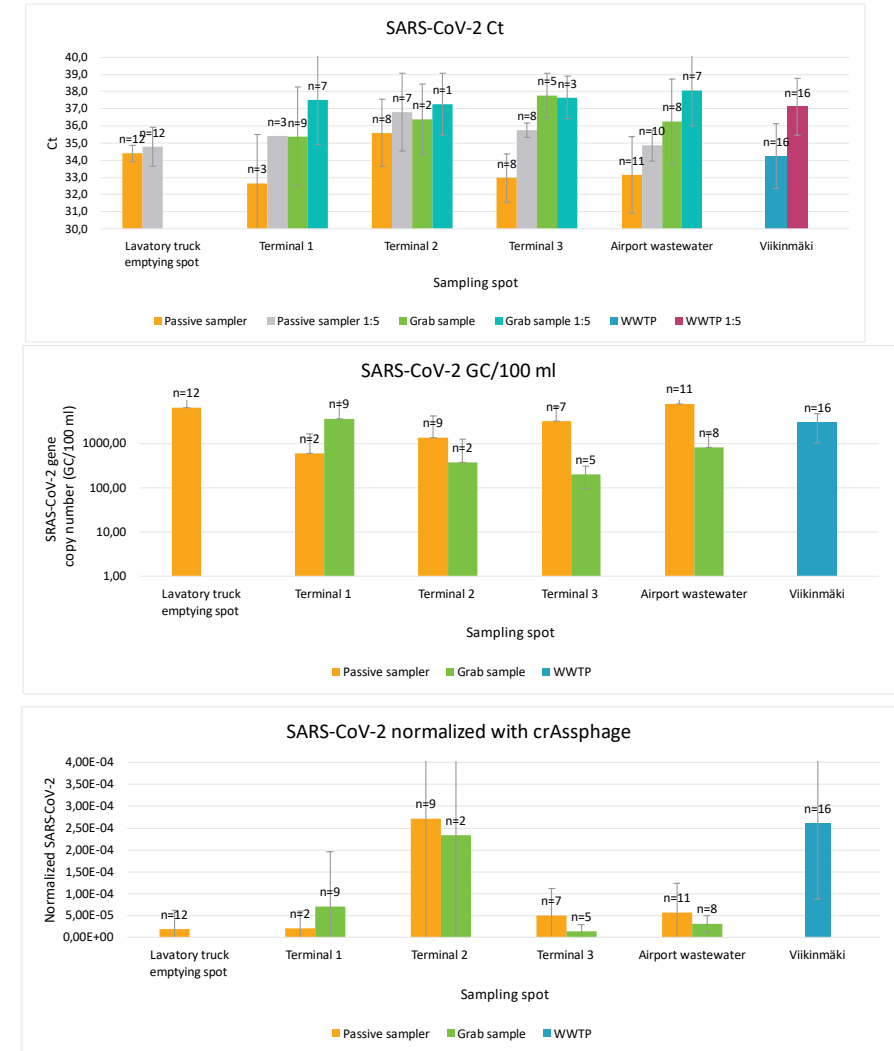 SARS-CoV-2 Ct
40,0
39,0
38,0
37,0
36,0
35,0
34,0
33,0
32,0
31,0
30,0
Ct
n=12
n=12
n=3
n=3
n=9
n=7
n=8
n=7
n=2
n=1
n=8
n=8
n=5
n=3
n=11
n=10
n=8
n=7
n=16
n=16
Lavatory truck
emptying spot
Terminal 1
Terminal 2
Terminal 3
Airport wastewater
Viikinmäki
Sampling spot
Passive sampler
Passive sampler 1:5
Grab sample
Grab sample 1:5
WWTP
WWTP 1:5
SARS-CoV-2 GC/100 ml
SRAS-CoV-2 gene
copy number (GC/100 ml)
1000,00
100,00
10,00
1,00
n=12
n=2
n=9
n=9
n=2
n=7
n=5
n=11
n=8
n=16
Lavatory truck
emptying spot
Terminal 1
Terminal 2
Terminal 3
Airport wastewater
Viikinmäki
Sampling spot
Passive sampler
Grab sample
WWTP
SARS-CoV-2 normalized with crAssphage
Normalized SARS-CoV-2
4,00E-04
3,50E-04
3,00E-04
2,50E-04
2,00E-04
1,50E-04
1,00E-04
5,00E-05
0,00E+00
n=12
n=2
n=9
n=9
n=2
n=7
n=5
n=11
n=8
n=16
Lavatory truck
emptying spot
Terminal 1
Terminal 2
Terminal 3
Airport wastewater
Viikinmäki
Sampling spot
Passive sampler
Grab sample
WWTP